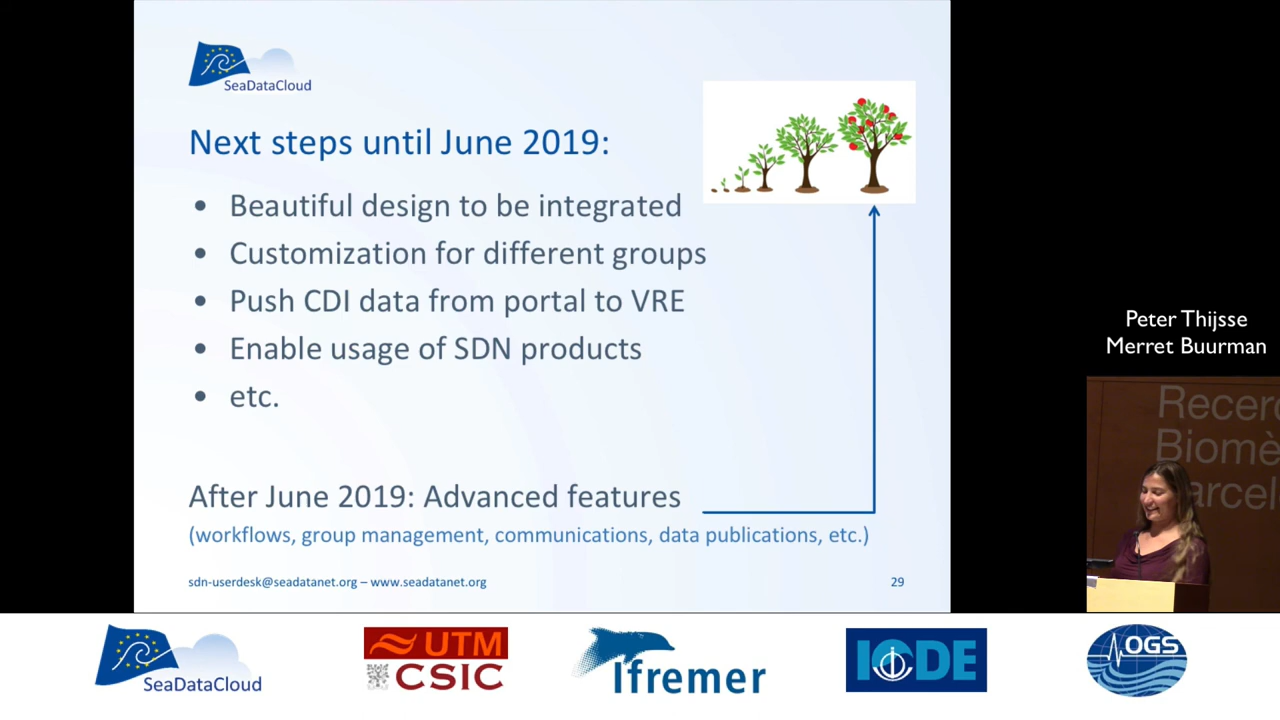 SeaDataCloud
Next steps until June 2019:
• Beautiful design to be integrated
• Customization for different groups
• Push CDI data from portal to VRE
• Enable usage of SDN products
• etc.
After June 2019: Advanced features
(workflows, group management, communications, data publications, etc.)
sdn-userdesk@seadatanet.org – www.seadatanet.org
29
Peter Thijsse
Merret Buurman
Recer
Biomè
arcel
SeaDataCloud
UTM
CSIC
Ifremer
IODE
OGS